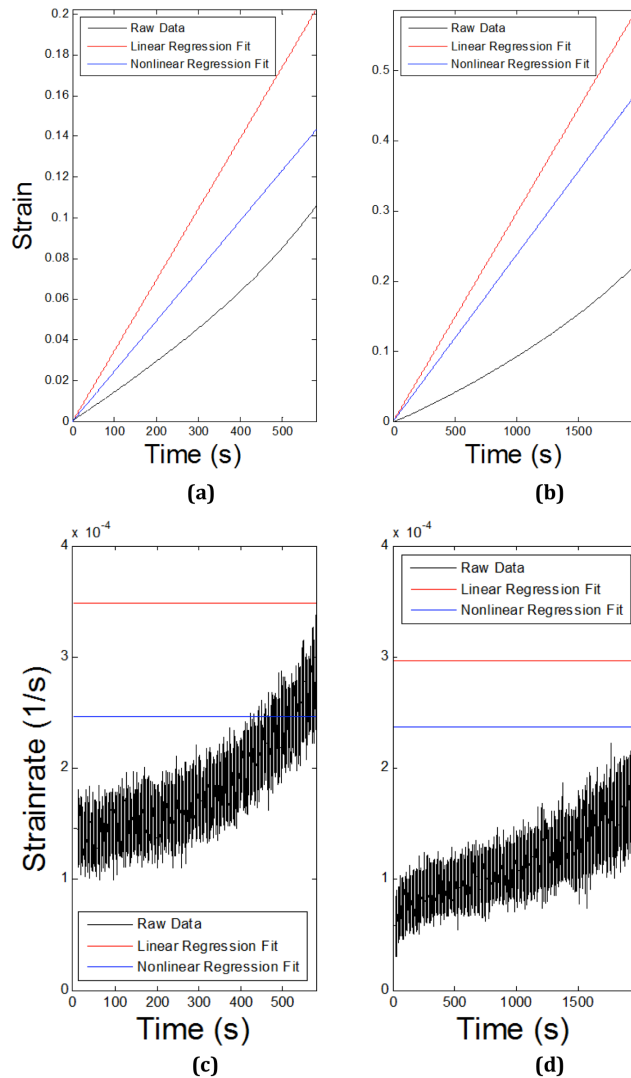 Raw Data
Linear Regression Fit
Nonlinear Regression Fit
0.2
0.18
0.16
0.14
0.12
0.1
0.08
0.06
0.04
0.02
0
Strain
0 100 200 300 400 500
Time (s)
(a)
Raw Data
Linear Regression Fit
Nonlinear Regression Fit
0.5
0.4
0.3
0.2
0.1
0
0 500 1000 1500
Time (s)
(b)
x 10⁻⁴
4
3
2
1
0
Strainrate (1/s)
Raw Data
Linear Regression Fit
Nonlinear Regression Fit
0 100 200 300 400 500
Time (s)
(c)
x 10⁻⁴
4
3
2
1
0
Raw Data
Linear Regression Fit
Nonlinear Regression Fit
0 500 1000 1500
Time (s)
(d)